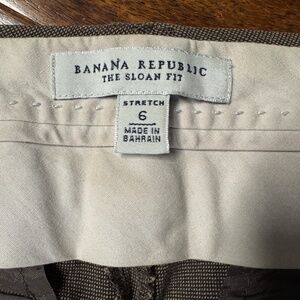 BANANA REPUBLIC
THE SLOAN FIT
STRETCH
6
MADE IN
BAHRAIN